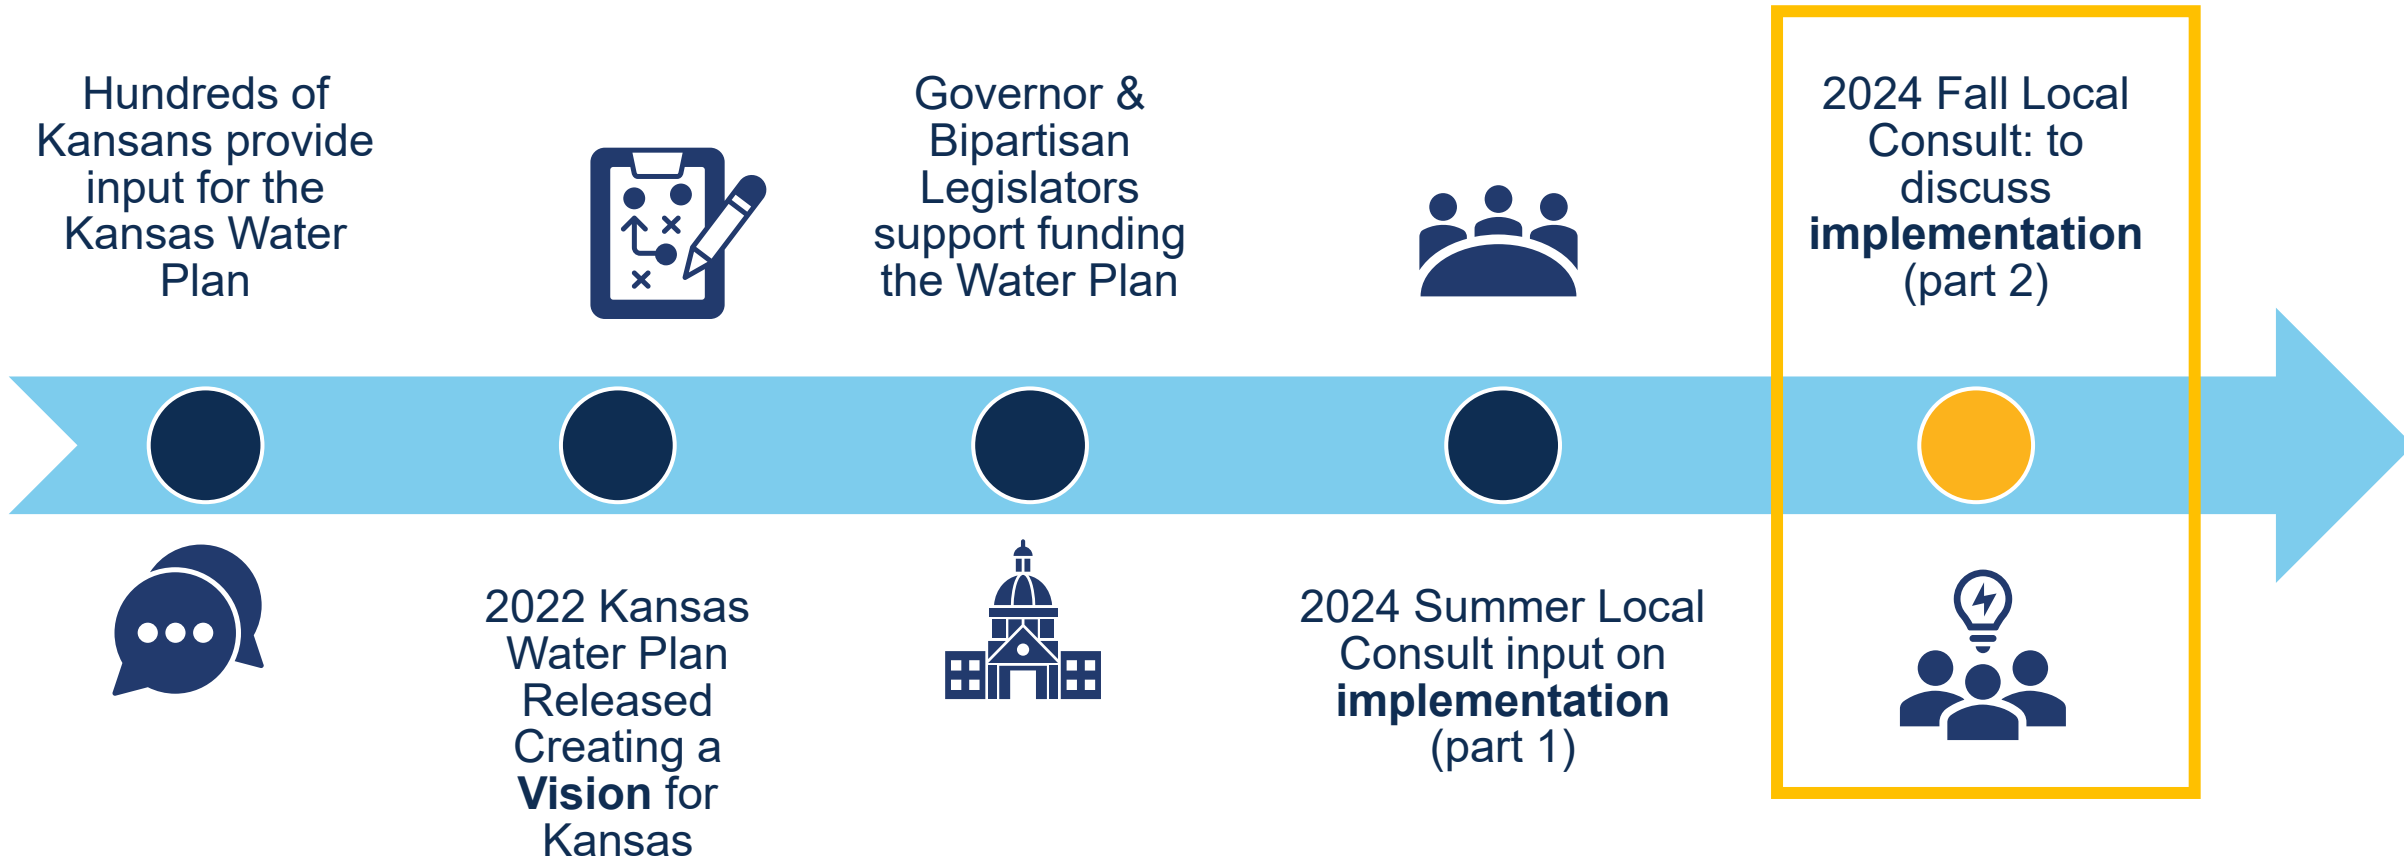 Hundreds of
Kansans provide
input for the
Kansas Water
Plan
2022 Kansas
Water Plan
Released
Creating a
Vision for
Kansas
Governor &
Bipartisan
Legislators
support funding
the Water Plan
2024 Summer Local
Consult input on
implementation
(part 1)
2024 Fall Local
Consult: to
discuss
implementation
(part 2)